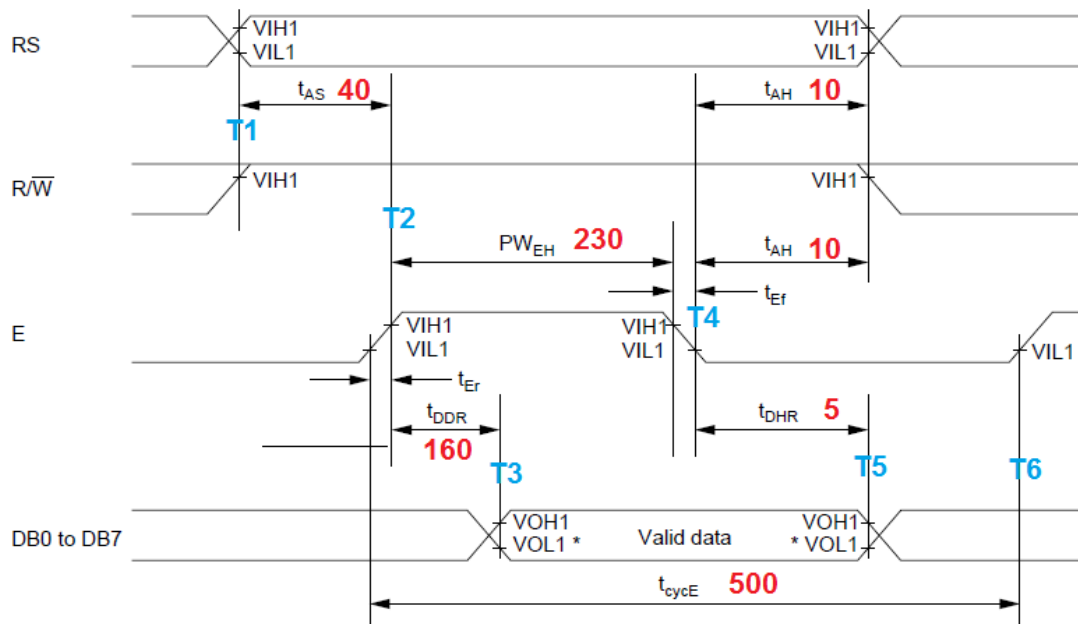 RS
VIH1 VIH1
VIL1 VIL1
tAS 40 tAH 10
T1
R/W̅ VIH1 VIH1
T2
PWEH 230 tAH 10
tEf
T4
E VIH1 VIH1
VIL1 VIL1 VIL1
tEr
tDDR tDHR 5
160
T3 T5 T6
VOH1 VOH1
DB0 to DB7 VOL1 * Valid data * VOL1
tcycE 500